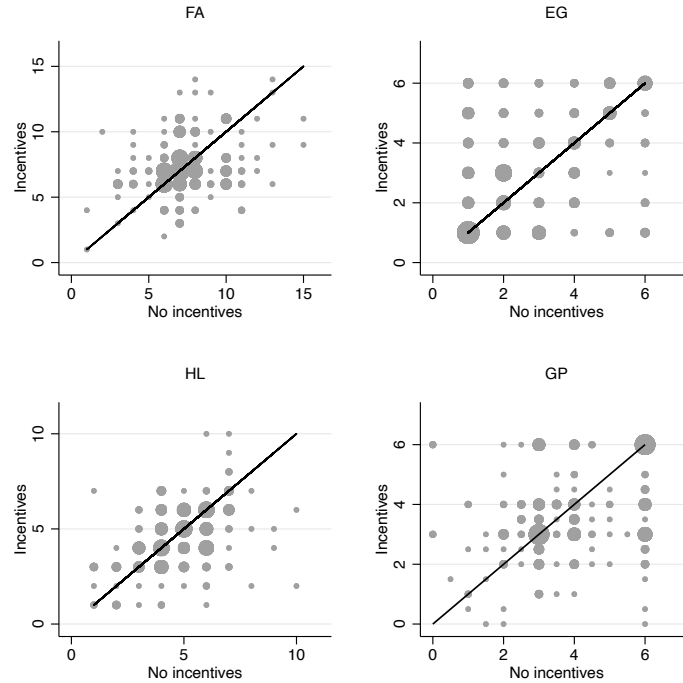 FA
15
10
5
0
Incentives
0 5 10 15
No incentives
EG
6
4
2
0
Incentives
0 2 4 6
No incentives
HL
10
5
0
Incentives
0 5 10
No incentives
GP
6
4
2
0
Incentives
0 2 4 6
No incentives